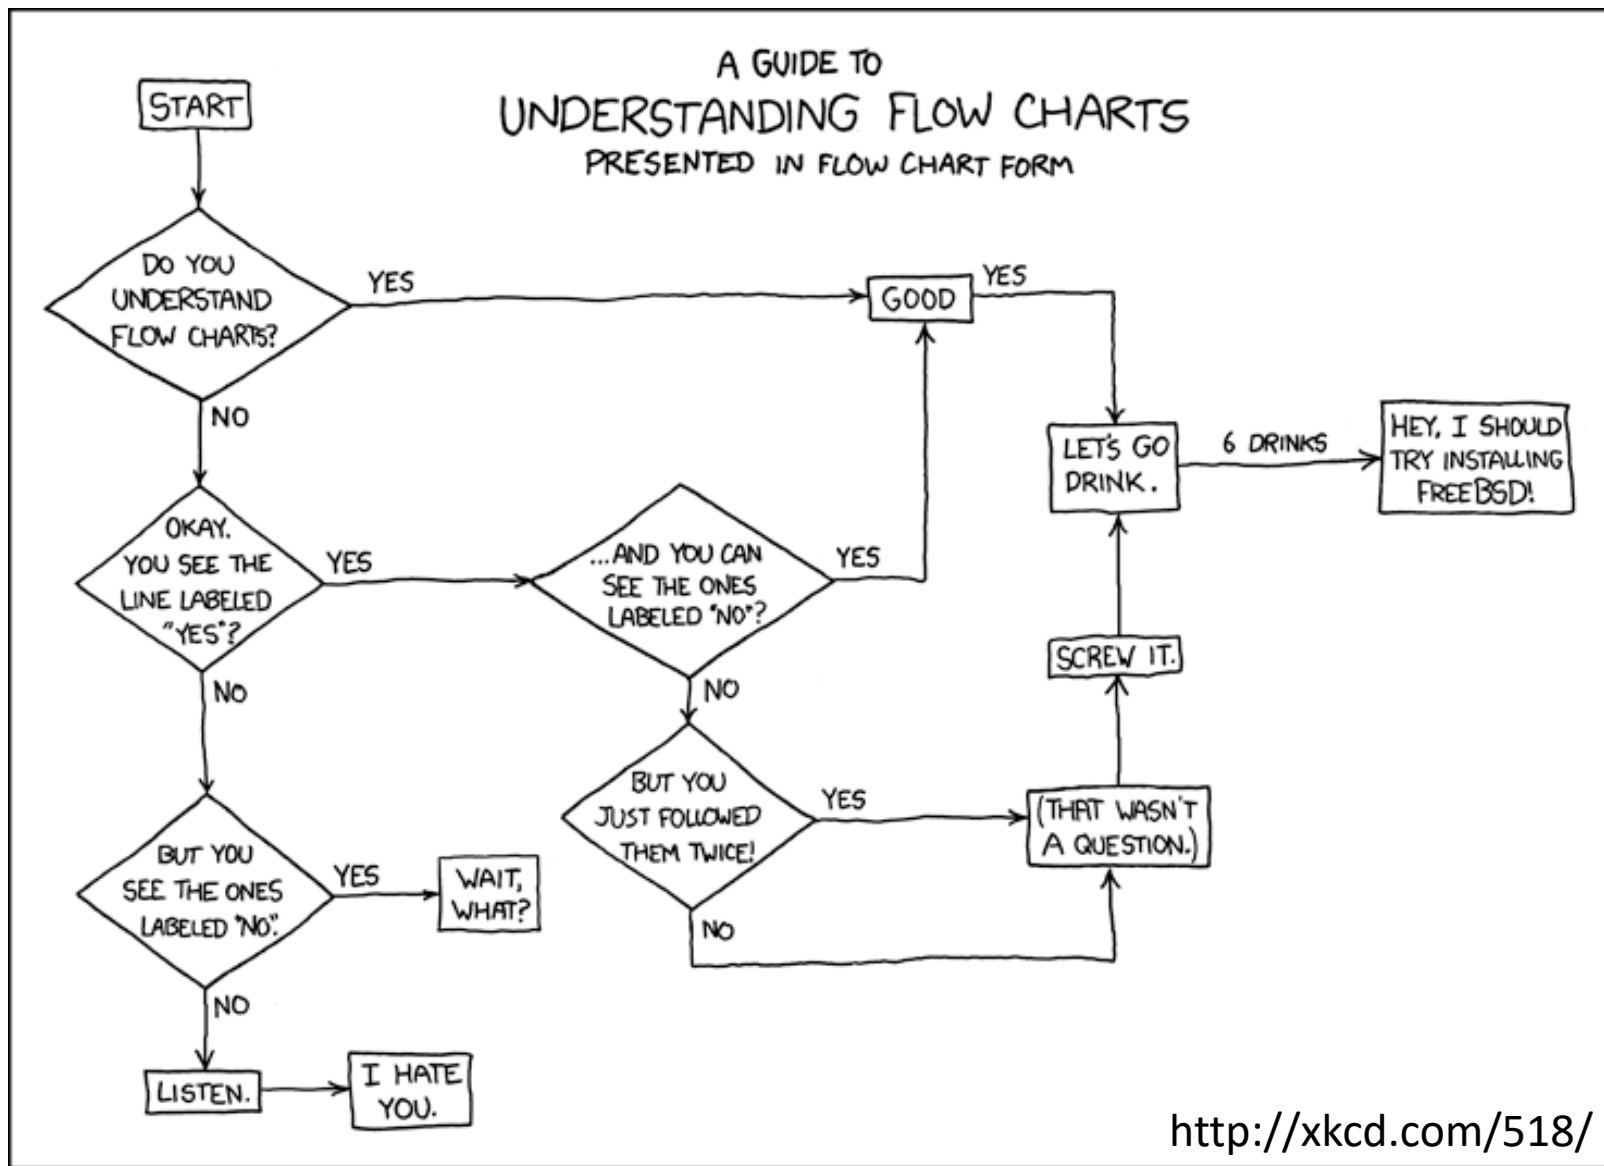 A GUIDE TO
UNDERSTANDING FLOW CHARTS
PRESENTED IN FLOW CHART FORM
START
DO YOU
UNDERSTAND
FLOW CHARTS?
YES
GOOD
YES
NO
LET'S GO
DRINK.
6 DRINKS
HEY, I SHOULD
TRY INSTALLING
FREEBSD!
OKAY.
YOU SEE THE
LINE LABELED
"YES"?
YES
...AND YOU CAN
SEE THE ONES
LABELED "NO"?
YES
NO
NO
SCREW IT.
BUT YOU
JUST FOLLOWED
THEM TWICE!
YES
(THAT WASN'T
A QUESTION.)
NO
BUT YOU
SEE THE ONES
LABELED "NO".
YES
WAIT,
WHAT?
NO
LISTEN.
I HATE
YOU.
http://xkcd.com/518/